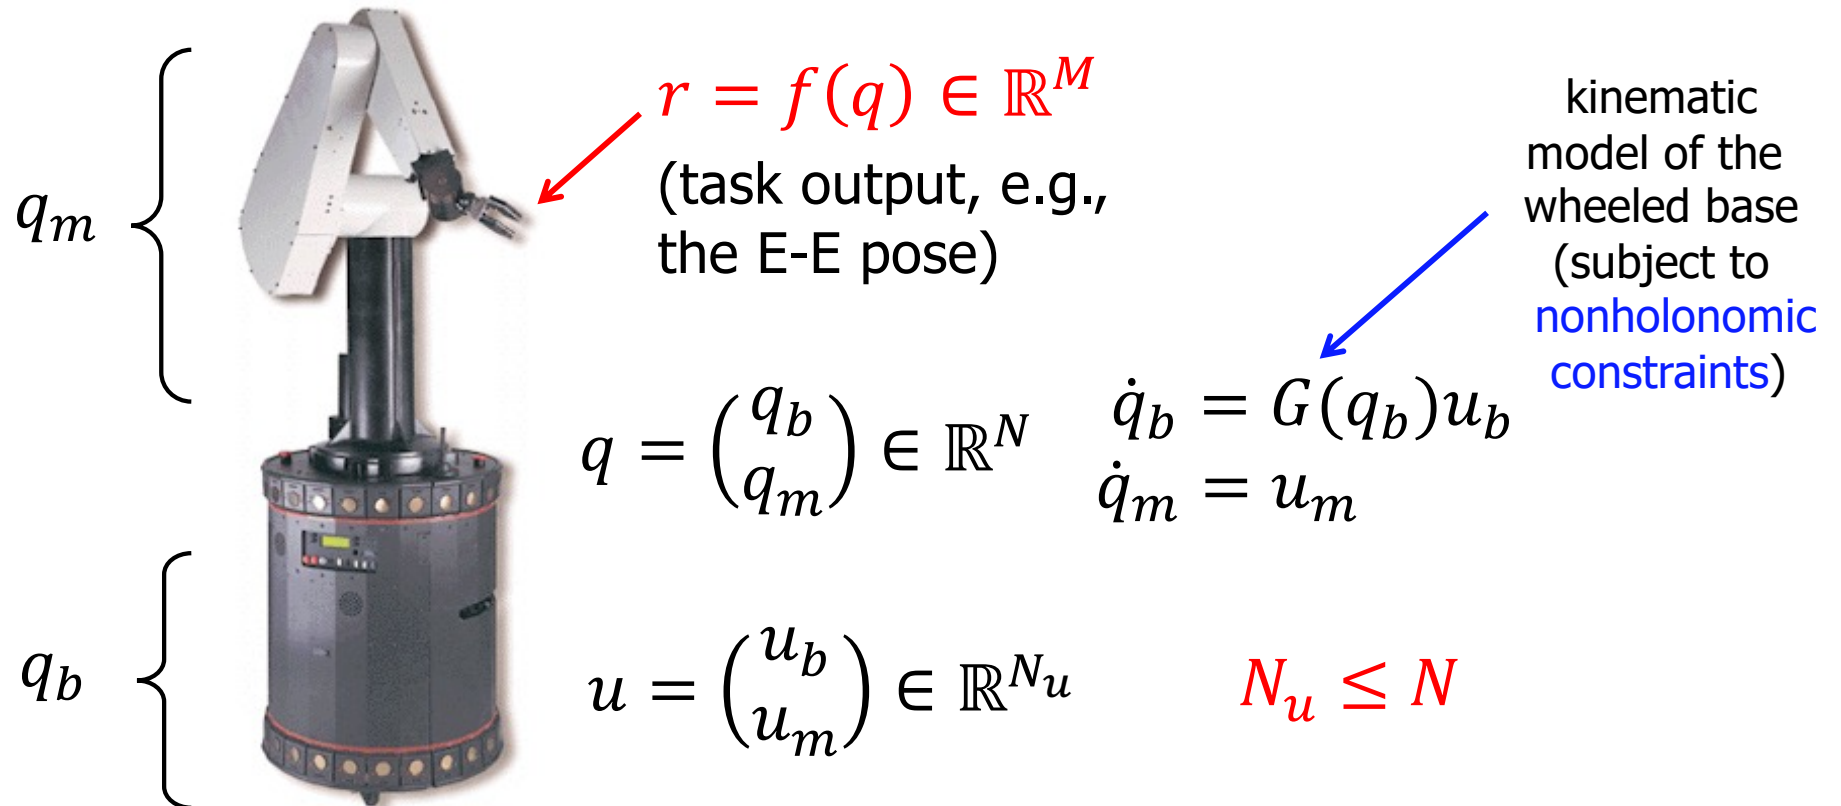 r = f(q) ∈ ℝ^M
(task output, e.g.,
the E-E pose)
kinematic
model of the
wheeled base
(subject to
nonholonomic
constraints)
q_m
q = (q_b q_m) ∈ ℝ^N
q̇_b = G(q_b)u_b
q̇_m = u_m
q_b
u = (u_b u_m) ∈ ℝ^{N_u}
N_u ≤ N